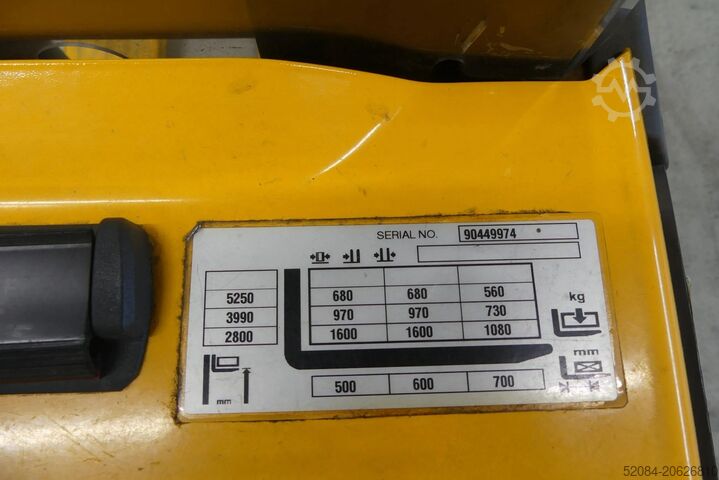 SERIAL NO. 90449974
5250 680 680 560
kg
3990 970 970 730
2800 1600 1600 1080
mm
mm 500 600 700
52084-20626810